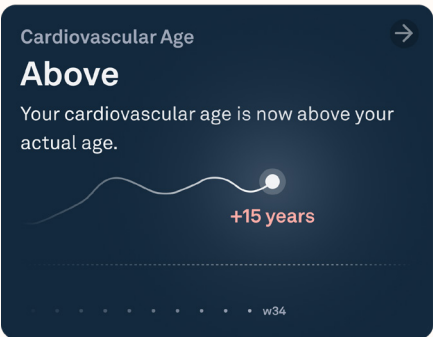 Cardiovascular Age
Above
Your cardiovascular age is now above your
actual age.
+15 years
w34